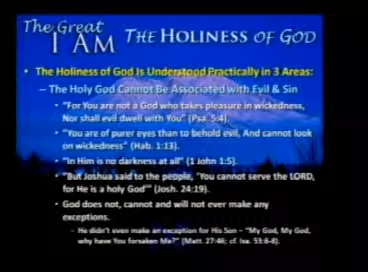 The Great
I AM THE HOLINESS OF GOD
• The Holiness of God Is Understood Practically in 3 Areas:
– The Holy God Cannot Be Associated with Evil & Sin
• "For You are not a God who takes pleasure in wickedness,
Nor shall evil dwell with You" (Psa. 5:4).
• "You are of purer eyes than to behold evil, And cannot look
on wickedness" (Hab. 1:13).
• "In Him is no darkness at all" (1 John 1:5).
• "But Joshua said to the people, 'You cannot serve the LORD,
for He is a holy God'" (Josh. 24:19).
• God does not, cannot and will not ever make any
exceptions.
– He didn't even make an exception for His Son – "My God, My God,
why have You forsaken Me?" (Matt. 27:46; cf. Isa. 53:6-8).